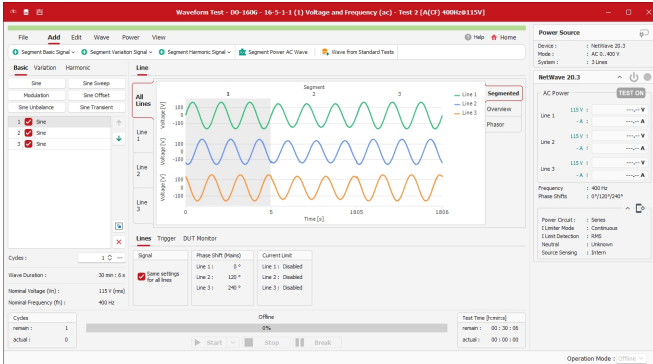 Waveform Test - DO-160G - 16-5-1-1 (1) Voltage and Frequency (ac) - Test 2 [A(CF) 400Hz@115V]
File Add Edit Wave Power View
Help Home
Segment Basic Signal Segment Variation Signal Segment Harmonic Signal Segment Power AC Wave Wave from Standard Tests
Basic Variation Harmonic
Sine Sine Sweep
Modulation Sine Offset
Sine Unbalance Sine Transient
1 Sine
2 Sine
3 Sine
Cycles : 1
Wave Duration : 30 min : 6 s
Nominal Voltage (Vn) : 115 V (rms)
Nominal Frequency (fn) : 400 Hz
Line
All Lines
Line 1
Line 2
Line 3
Segment
1 2 3
Voltage [V]
100
0
-100
Voltage [V]
100
0
-100
Voltage [V]
100
0
-100
0 5 1805 1806
Time [s]
Line 1
Line 2
Line 3
Segmented
Overview
Phasor
Lines Trigger DUT Monitor
Signal
Same settings for all lines
Phase Shift (Mains)
Line 1 : 0 °
Line 2 : 120 °
Line 3 : 240 °
Current Limit
Line 1 : Disabled
Line 2 : Disabled
Line 3 : Disabled
Power Source
Device : NetWave 20.3
Mode : AC 0..400 V
System : 3 Lines
NetWave 20.3
AC Power TEST ON
Line 1
115 V : ---,-- V
- A : ---,-- A
Line 2
115 V : ---,-- V
- A : ---,-- A
Line 3
115 V : ---,-- V
- A : ---,-- A
Frequency : 400 Hz
Phase Shifts : 0°/120°/240°
Power Circuit : Series
I Limiter Mode : Continuous
I Limit Detection : RMS
Neutral : Unknown
Source Sensing : Intern
Cycles
remain : 1
actual : 0
Offline
0%
Start Stop Break
Test Time [h:min:s]
remain : 00 : 30 : 06
actual : 00 : 00 : 00
Operation Mode : Offline